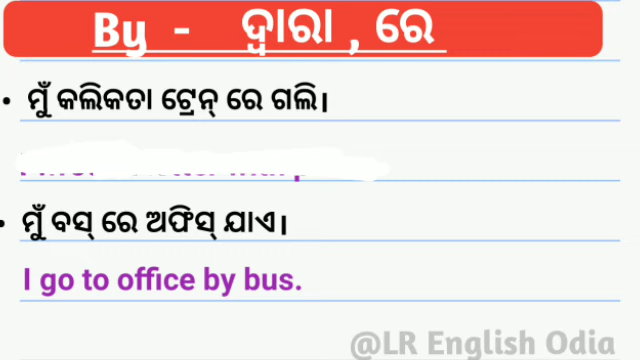 By - ଦ୍ୱାରା , ରେ
• ମୁଁ କଲିକତା ଟ୍ରେନ୍ ରେ ଗଲି।
• ମୁଁ ବସ୍ ରେ ଅଫିସ୍ ଯାଏ।
I go to office by bus.
@LR English Odia